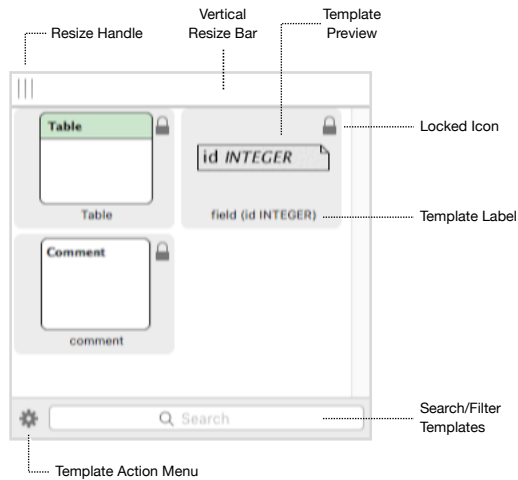 Vertical
Resize Bar
Template
Preview
Resize Handle
Table
Table
id INTEGER
field (id INTEGER)
Locked Icon
Template Label
Comment
comment
Search
Search/Filter
Templates
Template Action Menu